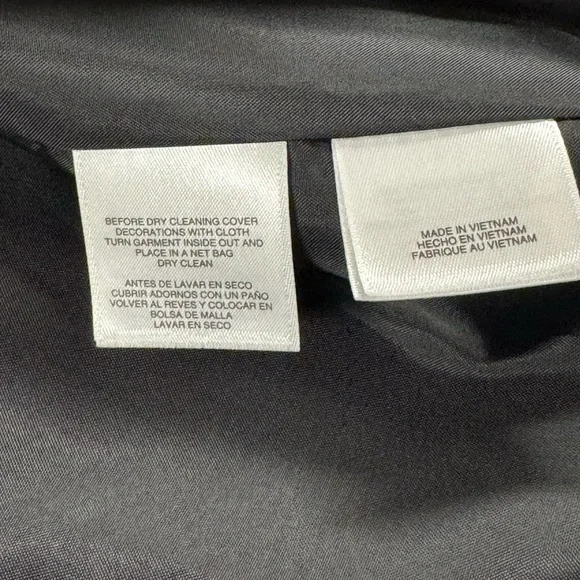 BEFORE DRY CLEANING COVER
DECORATIONS WITH CLOTH
TURN GARMENT INSIDE OUT AND
PLACE IN A NET BAG
DRY CLEAN
ANTES DE LAVAR EN SECO
CUBRIR ADORNOS CON UN PAÑO
VOLVER AL REVES Y COLOCAR EN
BOLSA DE MALLA
LAVAR EN SECO
MADE IN VIETNAM
HECHO EN VIETNAM
FABRIQUE AU VIETNAM